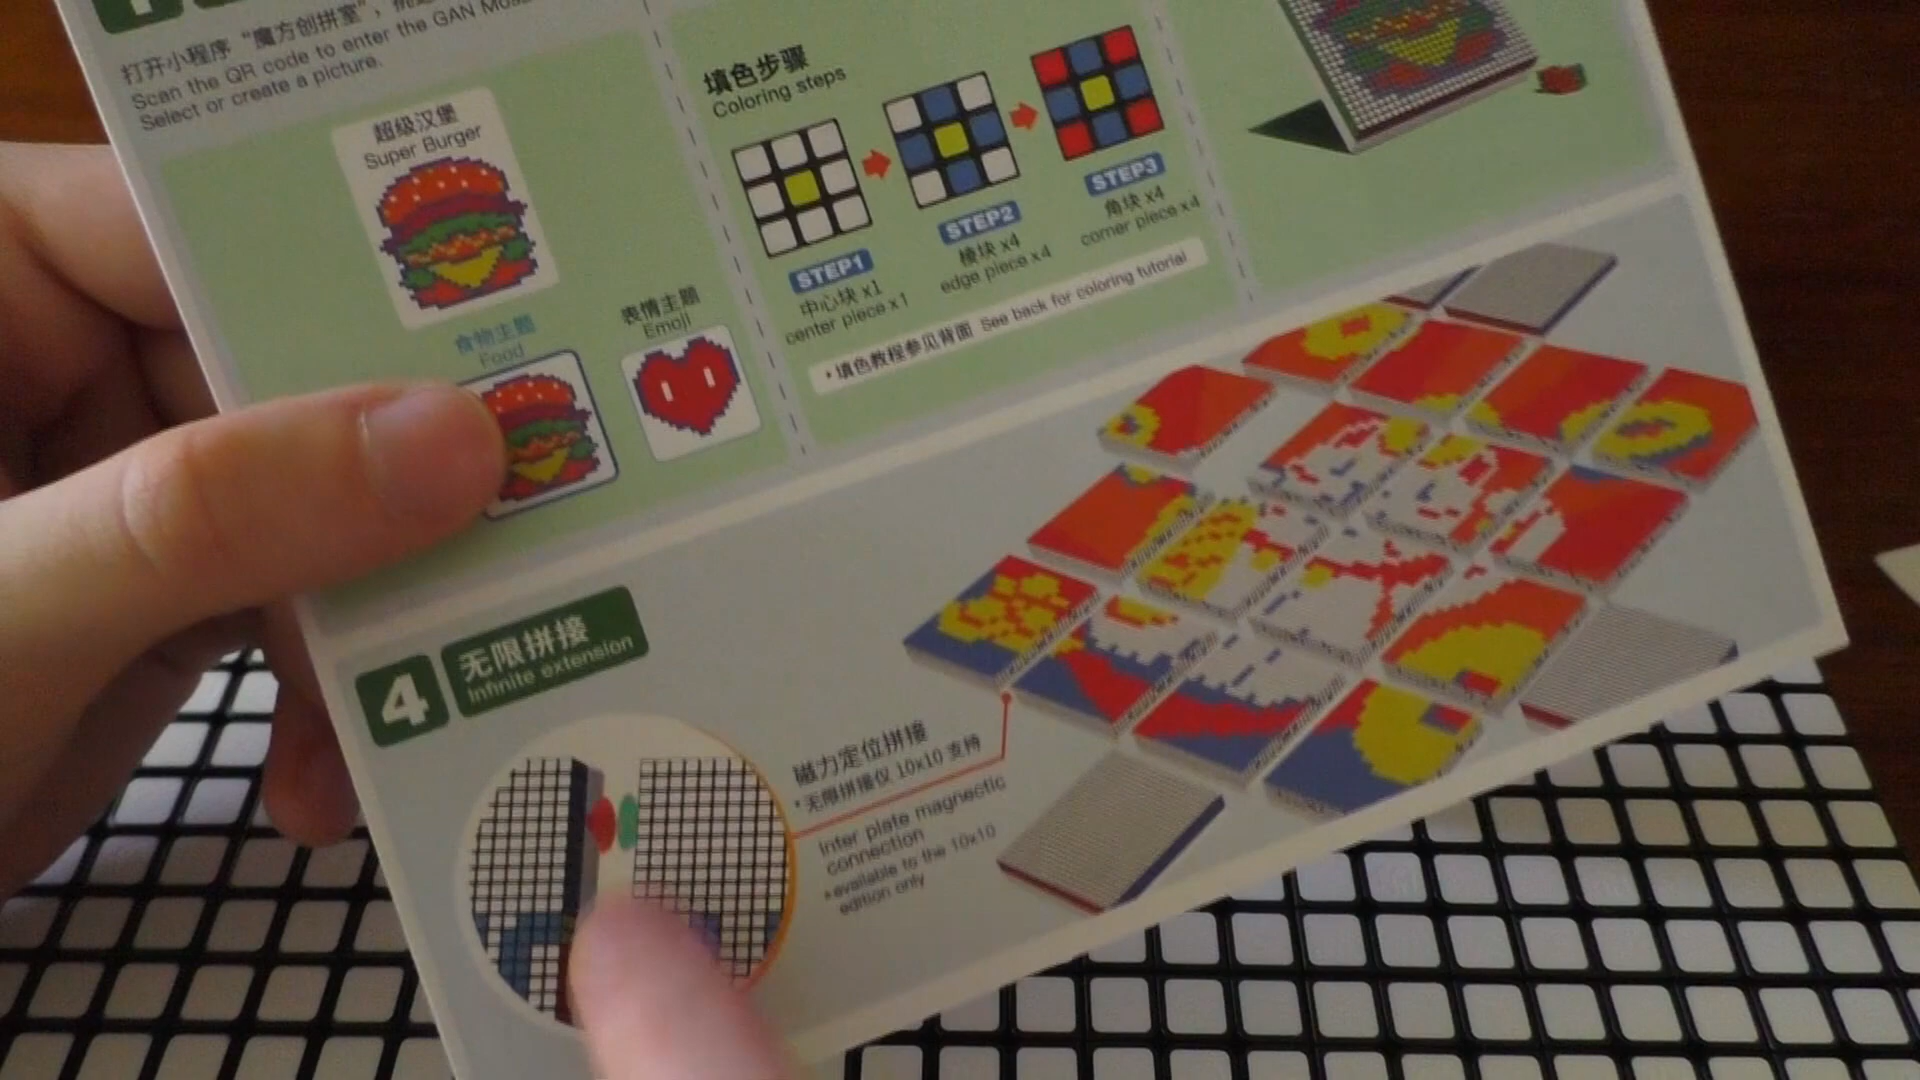 打开小程序 “魔方创拼室”，
Scan the QR code to enter the GAN
Select or create a picture.
超级汉堡
Super Burger
食物主题
Food
表情主题
Emoji
填色步骤
Coloring steps
STEP1
中心块 x1
center piece x1
STEP2
棱块 x4
edge piece x4
STEP3
角块 x4
corner piece x4
• 填色教程参见背面 See back for coloring tutorial
4
无限拼接
Infinite extension
磁力定位拼接
• 无限拼接仅 10x10 支持
Inter plate magnectic
connection
• available to the 10x10
edition only